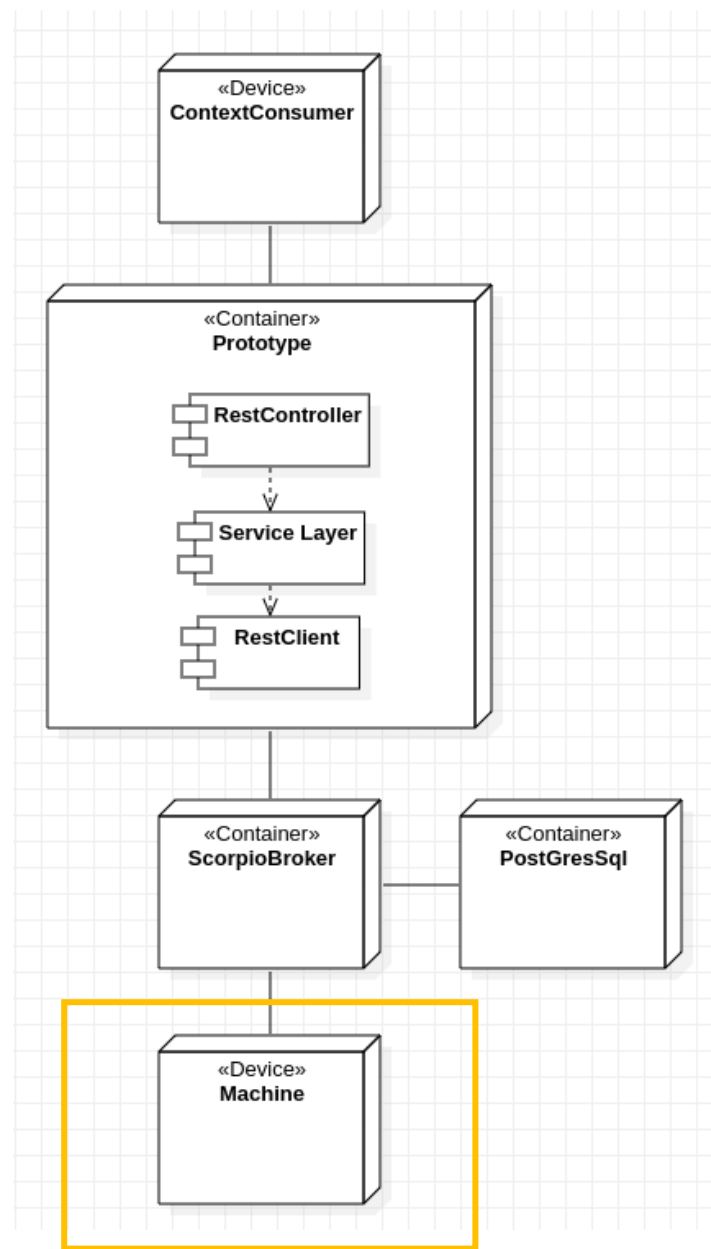 «Device»
ContextConsumer
«Container»
Prototype
RestController
Service Layer
RestClient
«Container»
ScorpioBroker
«Container»
PostGresSql
«Device»
Machine